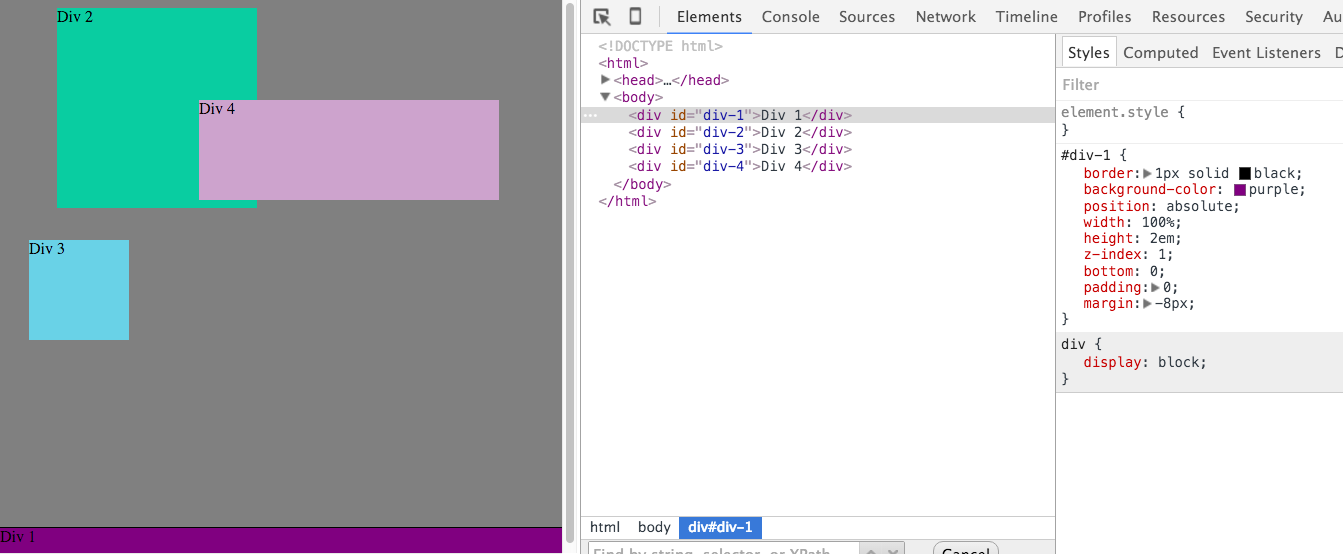 Div 2
Div 4
Div 3
Div 1
Elements Console Sources Network Timeline Profiles Resources Security Au
<!DOCTYPE html>
<html>
▶<head>…</head>
▼<body>
<div id="div-1">Div 1</div>
<div id="div-2">Div 2</div>
<div id="div-3">Div 3</div>
<div id="div-4">Div 4</div>
</body>
</html>
html body div#div-1
Find by string, selector, or XPath
Cancel
Styles Computed Event Listeners D
Filter
element.style {
}
#div-1 {
border:▶1px solid black;
background-color: purple;
position: absolute;
width: 100%;
height: 2em;
z-index: 1;
bottom: 0;
padding:▶0;
margin:▶-8px;
}
div {
display: block;
}